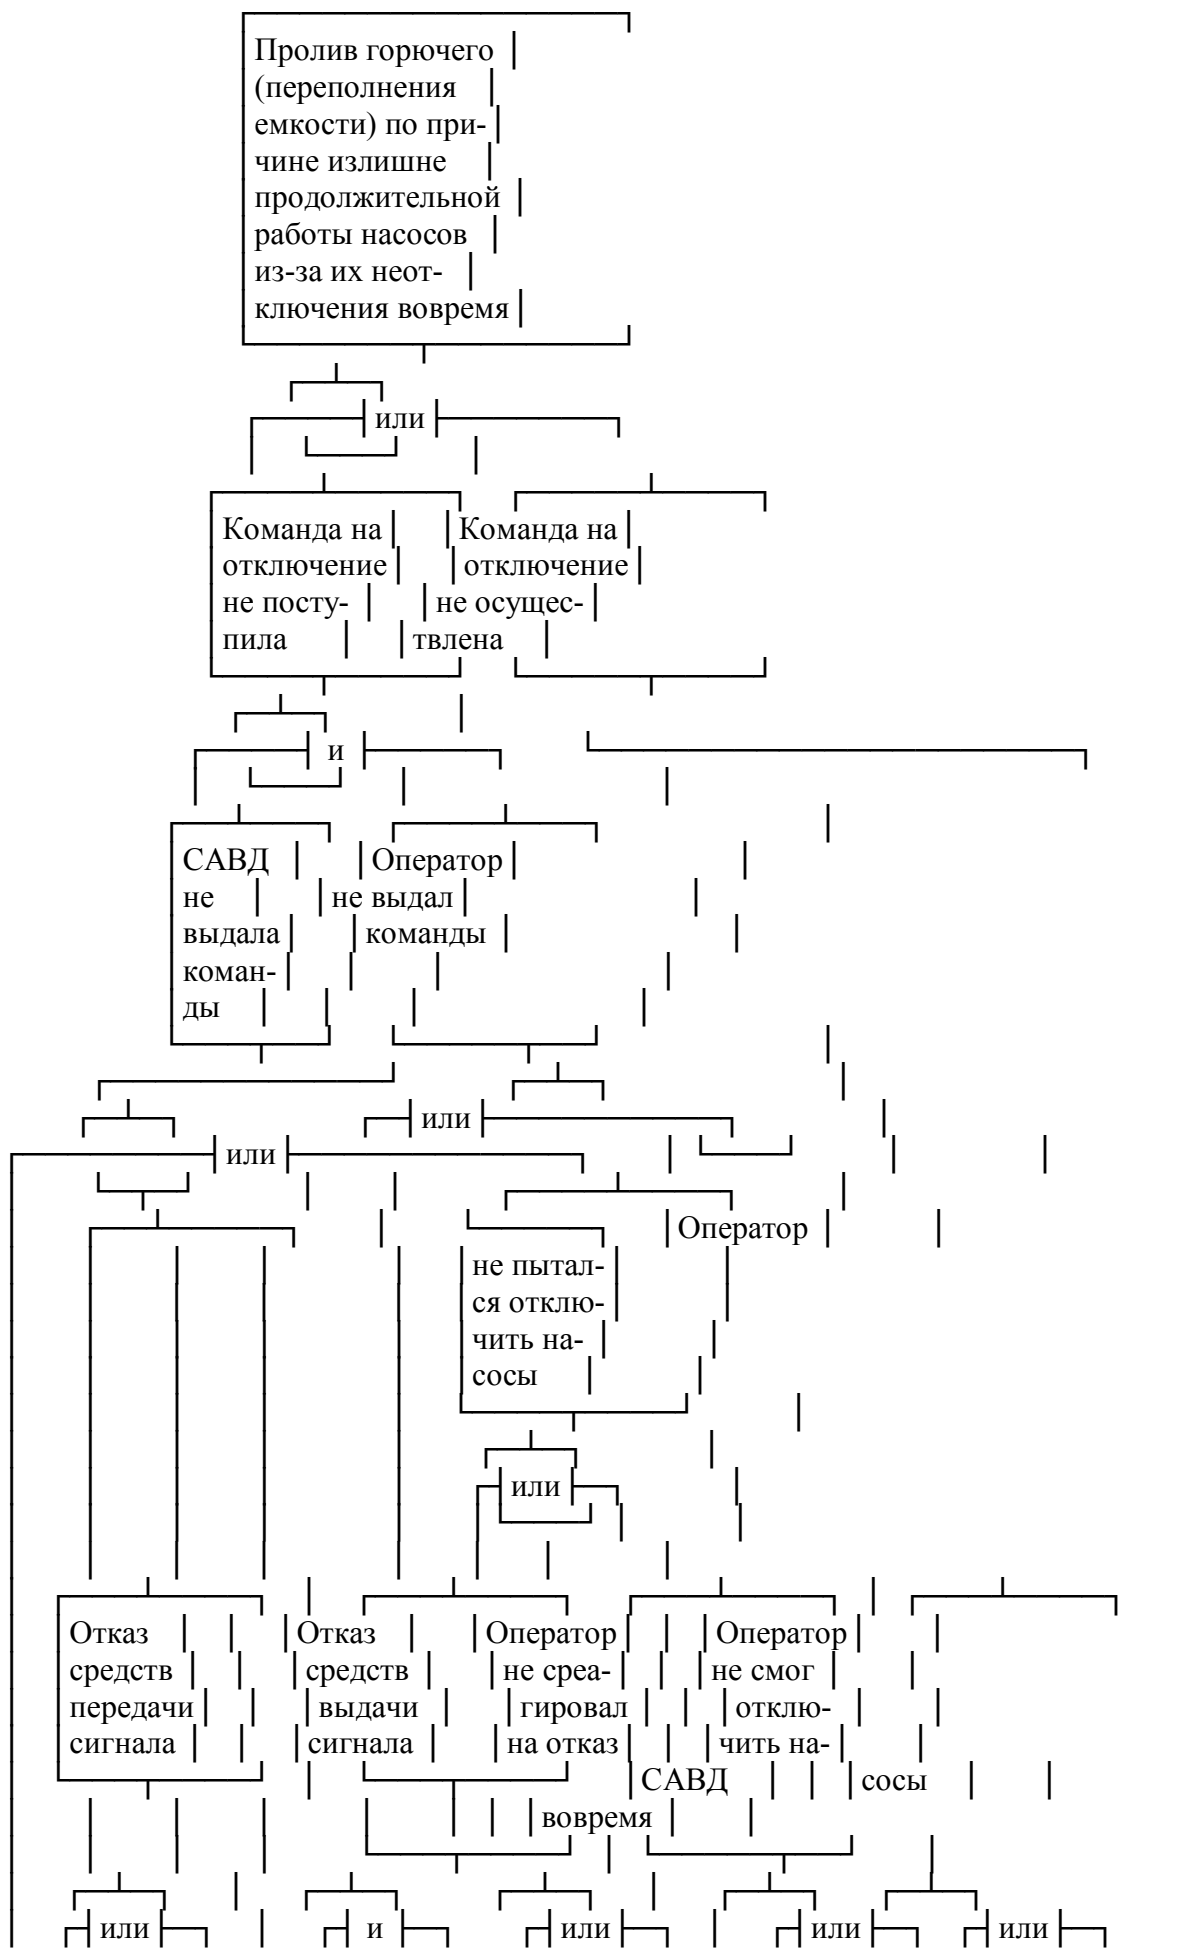 Пролив горючего
(переполнения
емкости) по при-
чине излишне
продолжительной
работы насосов
из-за их неот-
ключения вовремя
или
Команда на Команда на
отключение отключение
не посту- не осущес-
пила твлена
и
САВД Оператор
не не выдал
выдала команды
коман-
ды
или
или
Оператор
не пытал-
ся отклю-
чить на-
сосы
или
Отказ Отказ Оператор Оператор
средств средств не среа- не смог
передачи выдачи гировал отклю-
сигнала сигнала на отказ чить на-
САВД сосы
вовремя
или и или или или